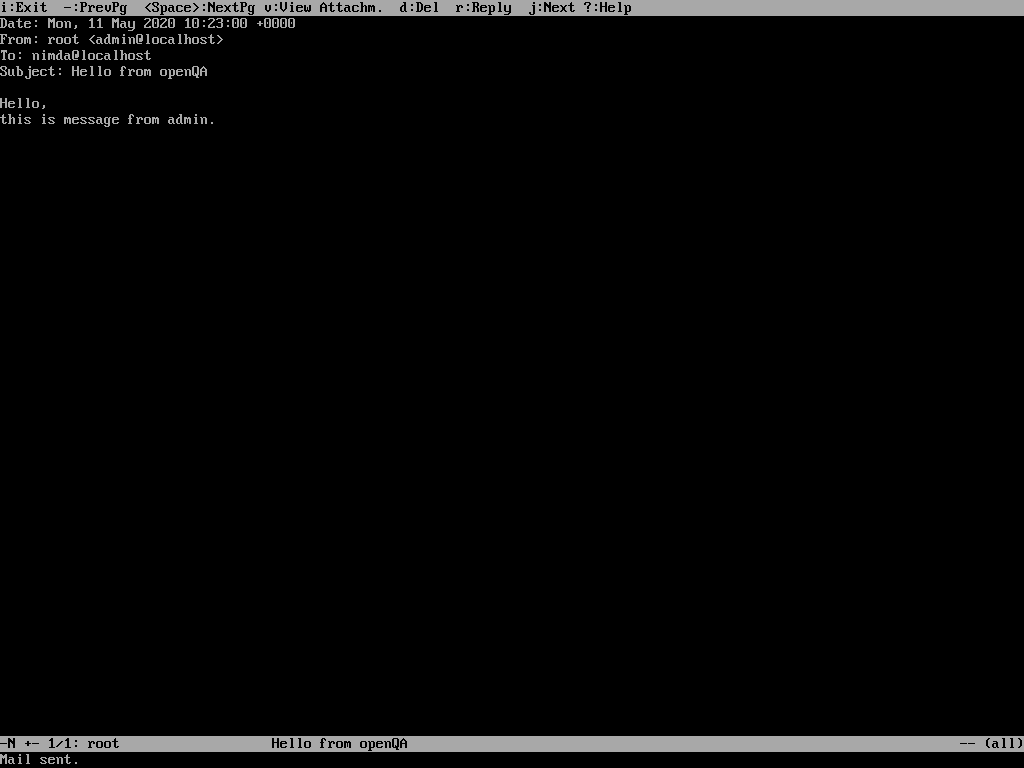 i:Exit  -:PrevPg  <Space>:NextPg v:View Attachm.  d:Del  r:Reply  j:Next ?:Help
Date: Mon, 11 May 2020 10:23:00 +0000
From: root <admin@localhost>
To: nimda@localhost
Subject: Hello from openQA
Hello,
this is message from admin.
-N +- 1/1: root                   Hello from openQA                                                                     -- (all)
Mail sent.